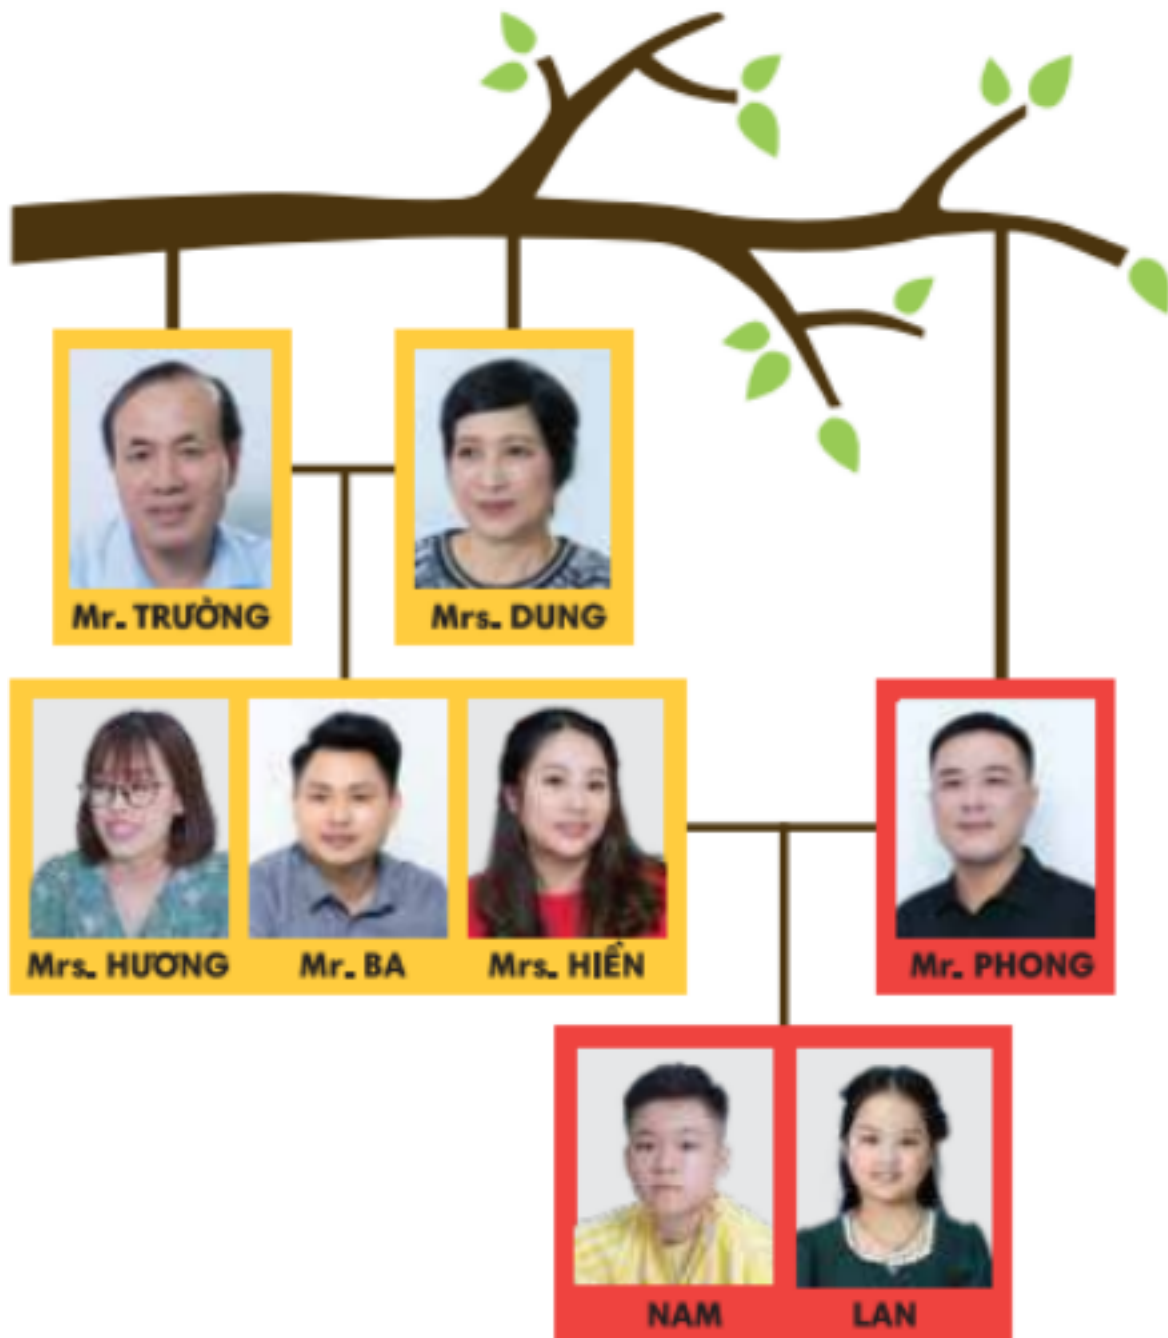 Mr. TRƯỜNG
Mrs. DUNG
Mrs. HƯƠNG
Mr. BA
Mrs. HIỀN
Mr. PHONG
NAM
LAN